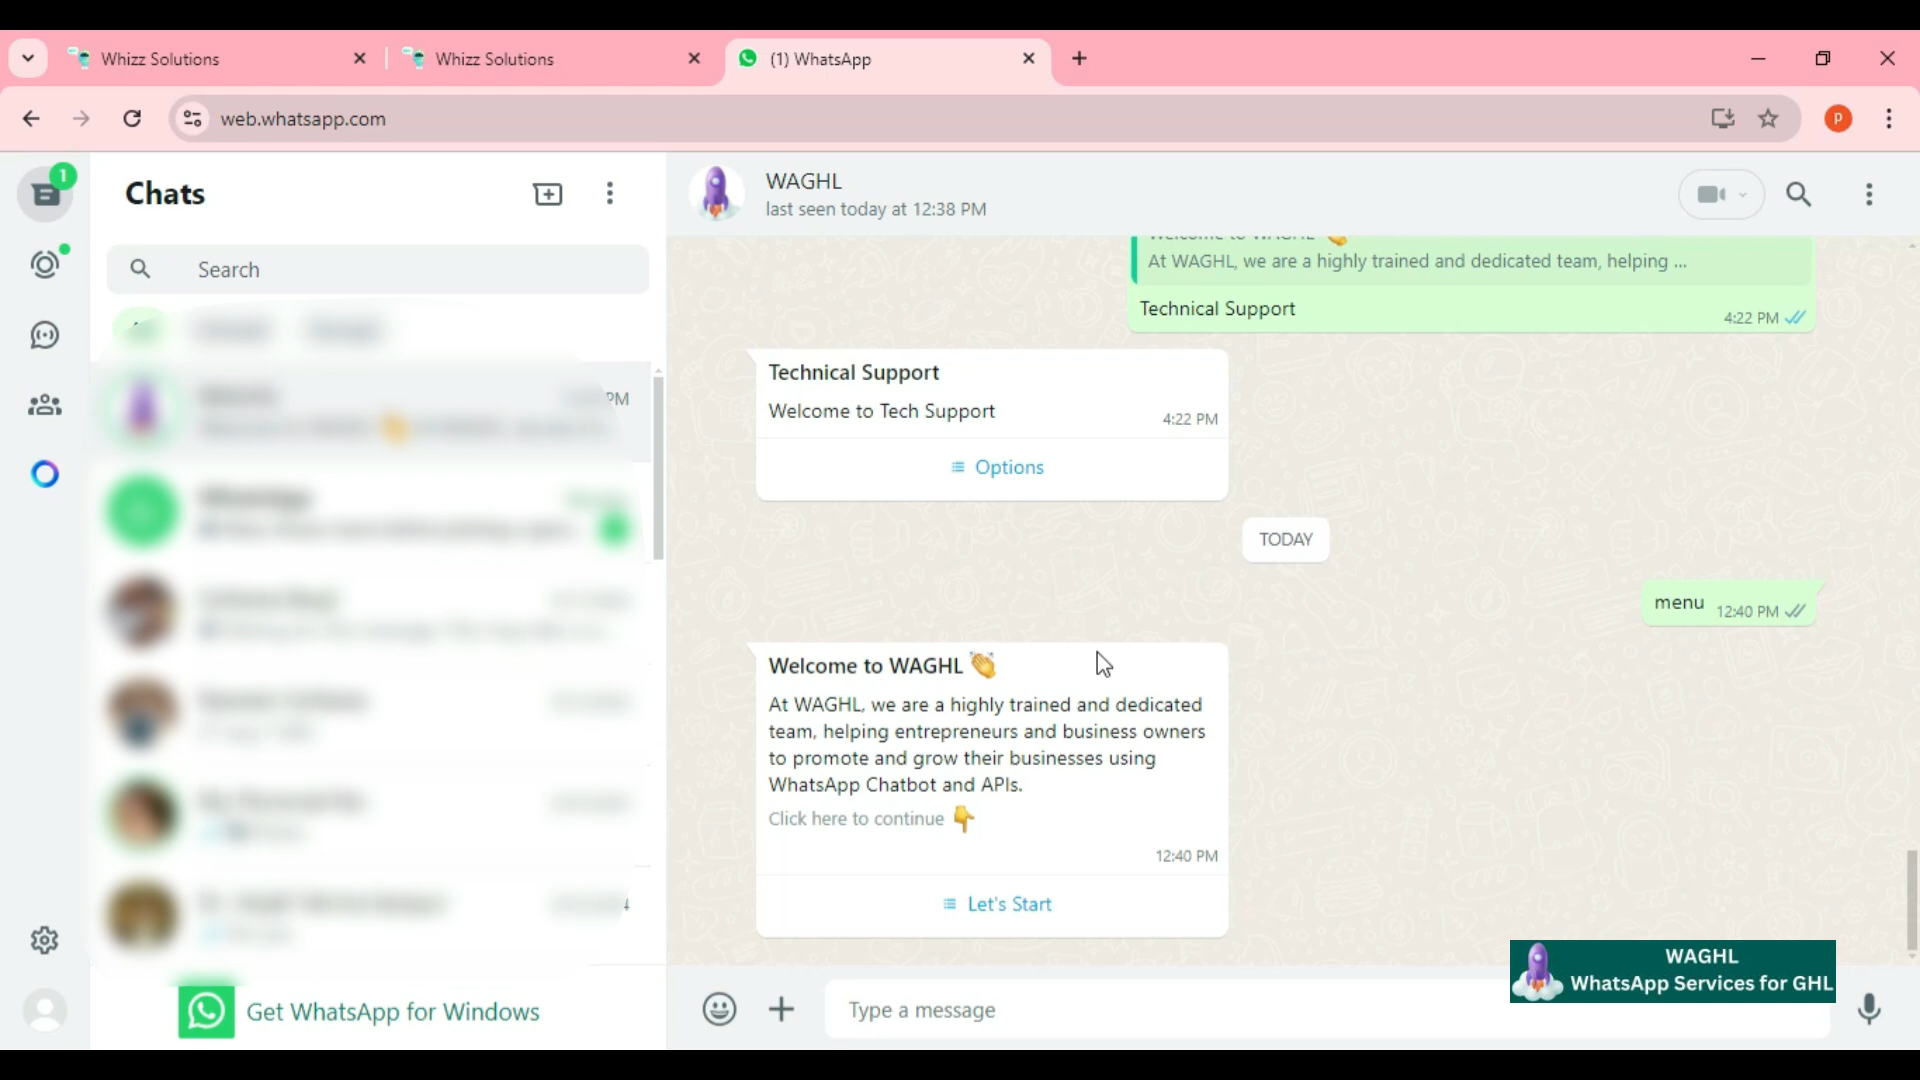 Whizz Solutions
Whizz Solutions
(1) WhatsApp
web.whatsapp.com
P
1
Chats
Search
PM
Get WhatsApp for Windows
WAGHL
last seen today at 12:38 PM
Welcome to WAGHL 👏
At WAGHL, we are a highly trained and dedicated team, helping ...
Technical Support
4:22 PM
Technical Support
Welcome to Tech Support
4:22 PM
Options
TODAY
menu 12:40 PM
Welcome to WAGHL 👏
At WAGHL, we are a highly trained and dedicated
team, helping entrepreneurs and business owners
to promote and grow their businesses using
WhatsApp Chatbot and APIs.
Click here to continue 👇
12:40 PM
Let's Start
WAGHL
WhatsApp Services for GHL
Type a message